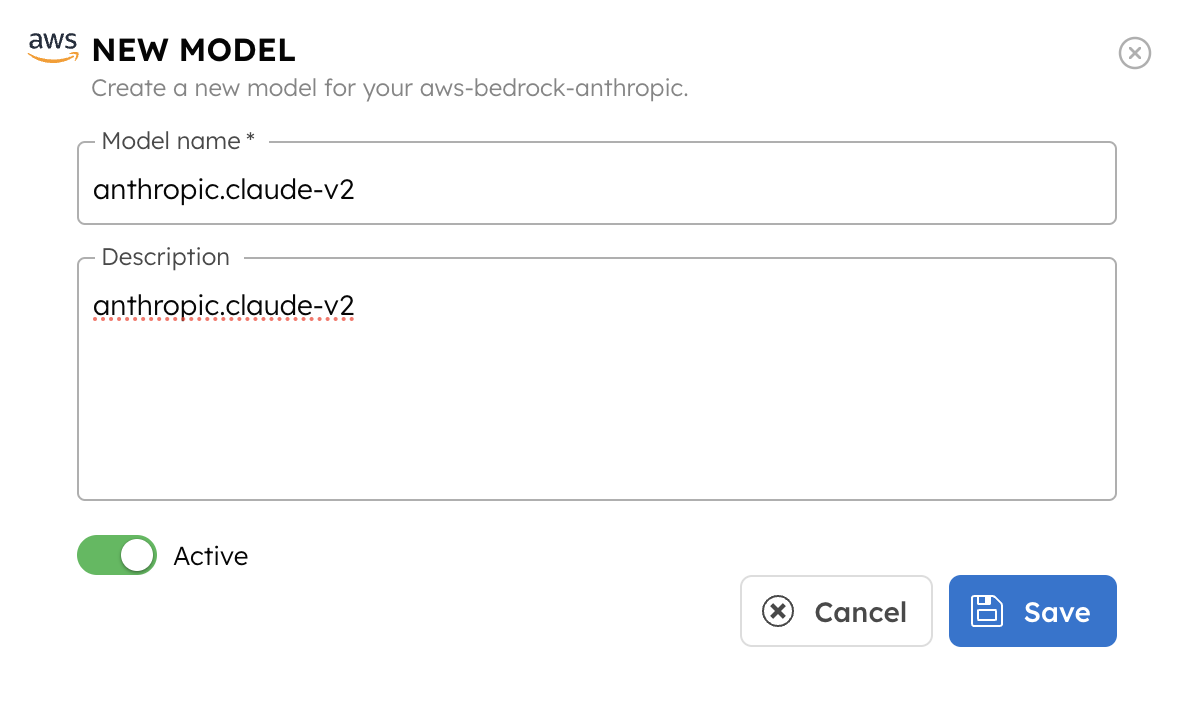 aws
NEW MODEL
Create a new model for your aws-bedrock-anthropic.
Model name *
anthropic.claude-v2
Description
anthropic.claude-v2
Active
Cancel
Save